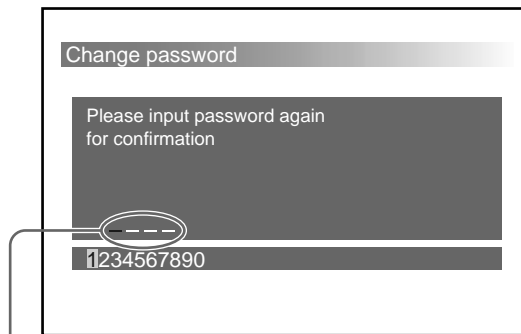 Change password
Please input password again
for confirmation
_ _ _ _
1234567890